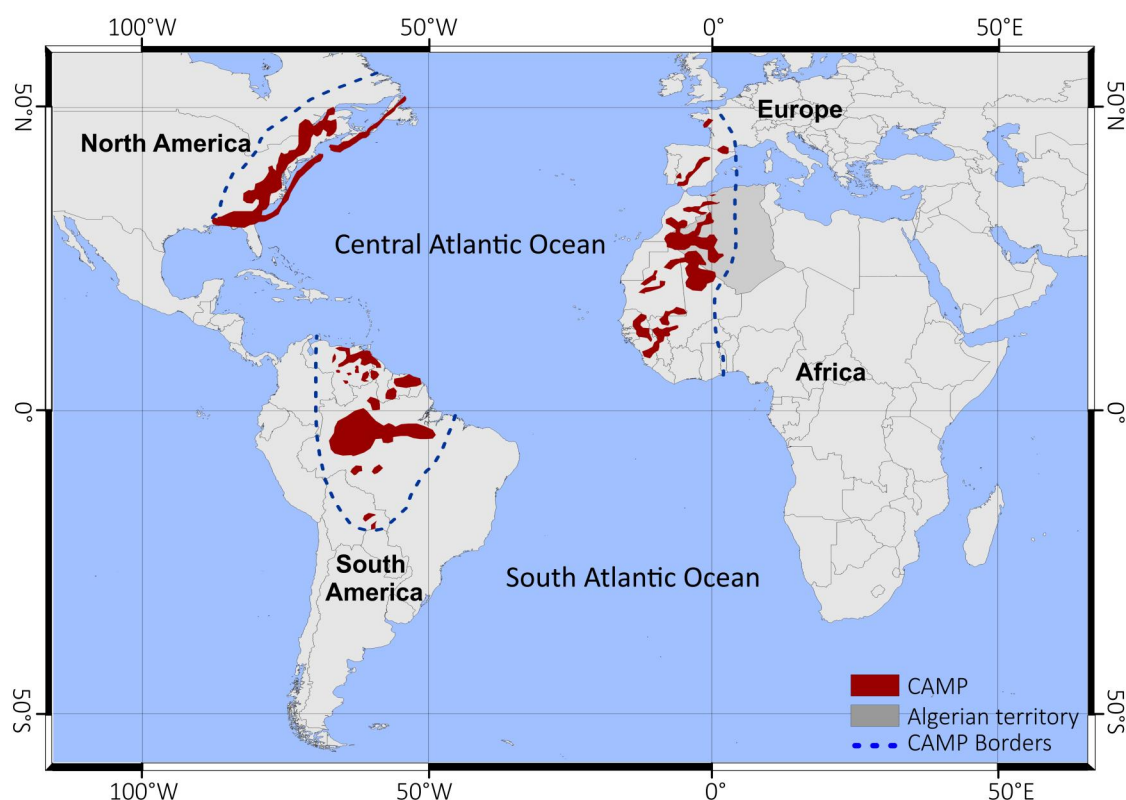 100°W 50°W 0° 50°E
50°N 50°N
Europe
North America
Central Atlantic Ocean
Africa
0° 0°
South
America
South Atlantic Ocean
CAMP
50°S Algerian territory 50°S
CAMP Borders
100°W 50°W 0° 50°E